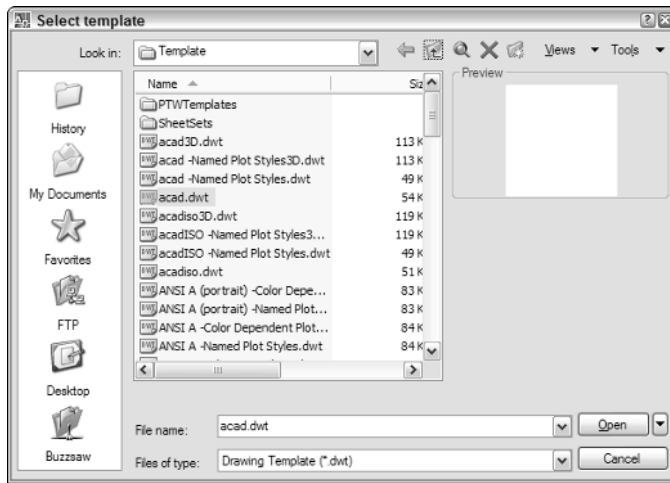 Select template
Look in: Template Views Tools
Name Siz
Preview
PTWTemplates
SheetSets
acad3D.dwt 113 K
acad -Named Plot Styles3D.dwt 113 K
acad -Named Plot Styles.dwt 49 K
acad.dwt 54 K
acadiso3D.dwt 119 K
acadISO -Named Plot Styles3... 119 K
acadISO -Named Plot Styles.dwt 49 K
acadiso.dwt 51 K
ANSI A (portrait) -Color Depe... 83 K
ANSI A (portrait) -Named Plot... 83 K
ANSI A -Color Dependent Plot... 84 K
ANSI A -Named Plot Styles.dwt 84 K
History
My Documents
Favorites
FTP
Desktop
Buzzsaw
File name: acad.dwt Open
Files of type: Drawing Template (*.dwt) Cancel